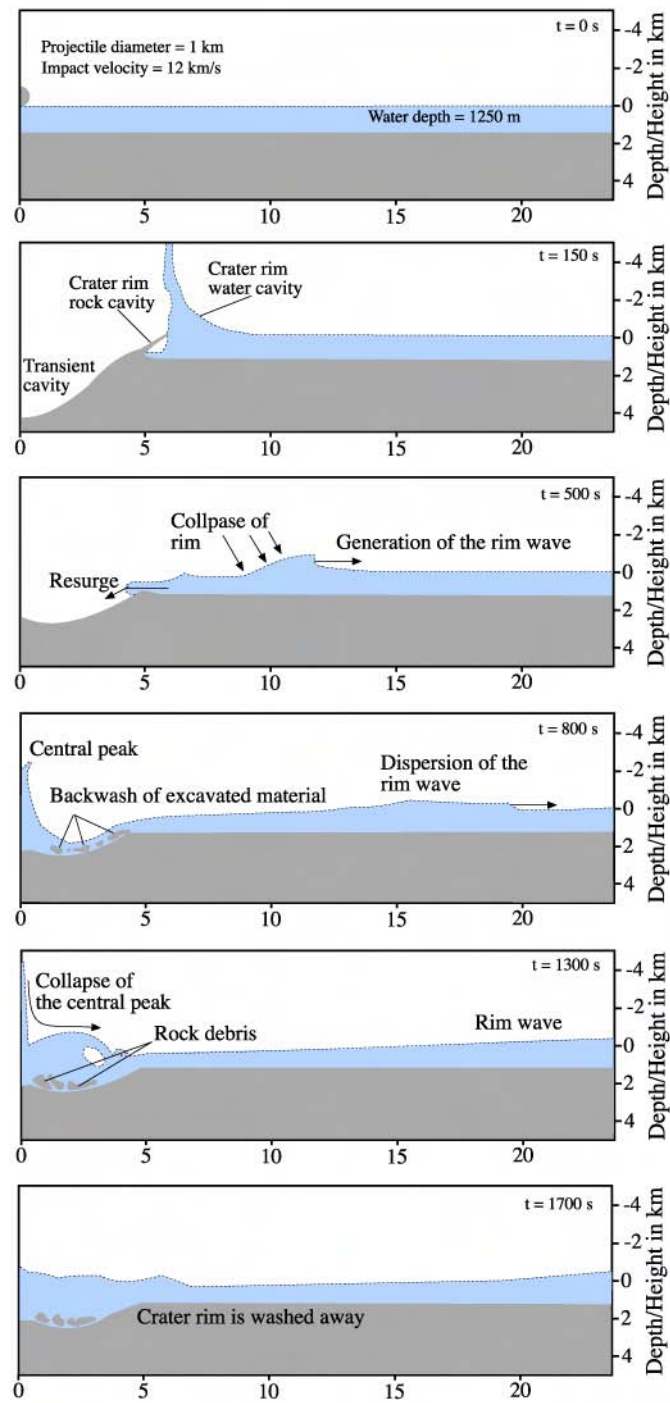 t = 0 s
Projectile diameter = 1 km
Impact velocity = 12 km/s
Water depth = 1250 m
-4
-2
0
2
4
Depth/Height in km
0 5 10 15 20
t = 150 s
Crater rim
rock cavity
Crater rim
water cavity
Transient
cavity
-4
-2
0
2
4
Depth/Height in km
0 5 10 15 20
t = 500 s
Collpase of
rim
Generation of the rim wave
Resurge
-4
-2
0
2
4
Depth/Height in km
0 5 10 15 20
t = 800 s
Central peak
Dispersion of the
rim wave
Backwash of excavated material
-4
-2
0
2
4
Depth/Height in km
0 5 10 15 20
t = 1300 s
Collapse of
the central peak
Rock debris
Rim wave
-4
-2
0
2
4
Depth/Height in km
0 5 10 15 20
t = 1700 s
Crater rim is washed away
-4
-2
0
2
4
Depth/Height in km
0 5 10 15 20